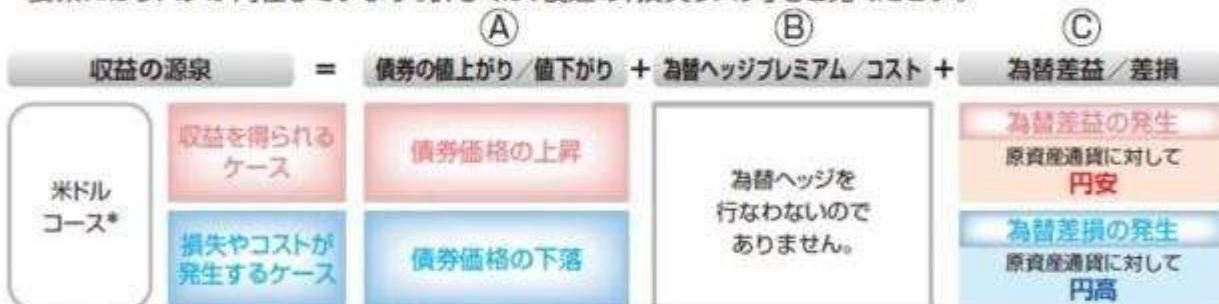 Ⓐ Ⓑ Ⓒ
収益の源泉 = 債券の値上がり/値下がり + 為替ヘッジプレミアム/コスト + 為替差益/差損
米ドル
コース*
収益を得られる
ケース
債券価格の上昇
損失やコストが
発生するケース
債券価格の下落
為替ヘッジを
行なわないので
ありません。
為替差益の発生
原資産通貨に対して
円安
為替差損の発生
原資産通貨に対して
円高